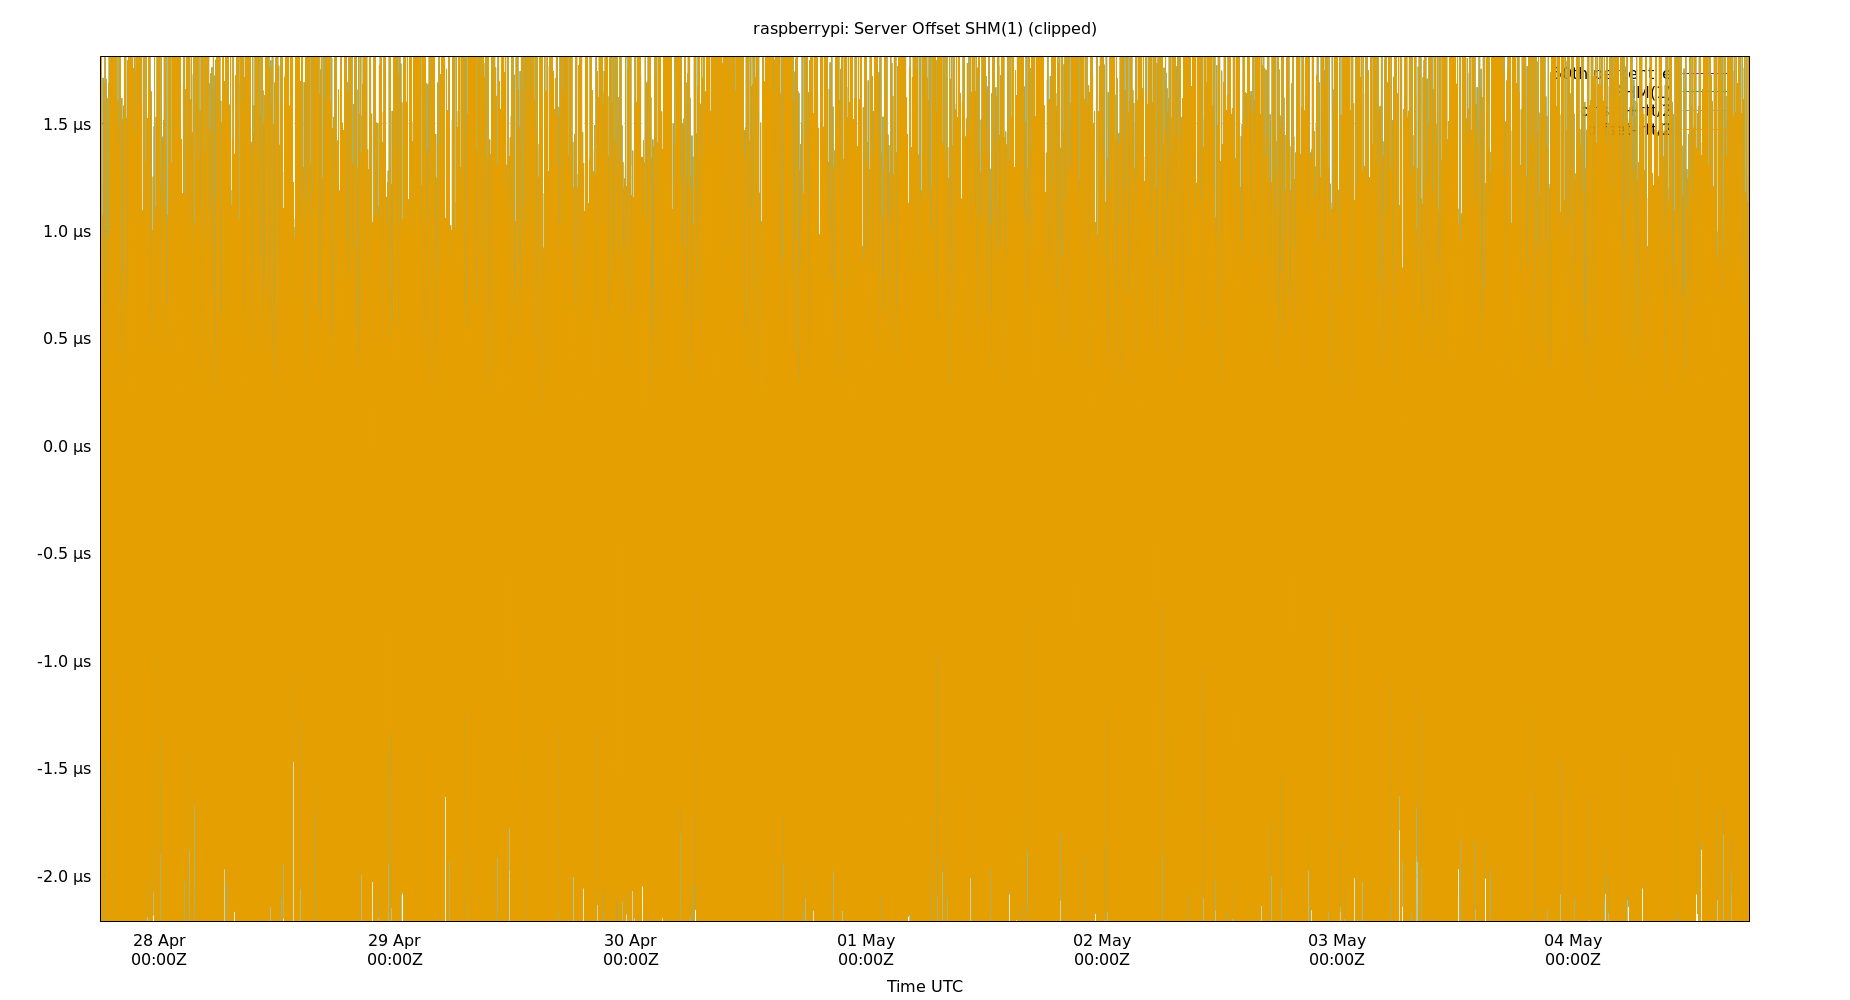 raspberrypi: Server Offset SHM(1) (clipped)
1.5 µs
1.0 µs
0.5 µs
0.0 µs
-0.5 µs
-1.0 µs
-1.5 µs
-2.0 µs
28 Apr 29 Apr 30 Apr 01 May 02 May 03 May 04 May
00:00Z 00:00Z 00:00Z 00:00Z 00:00Z 00:00Z 00:00Z
Time UTC